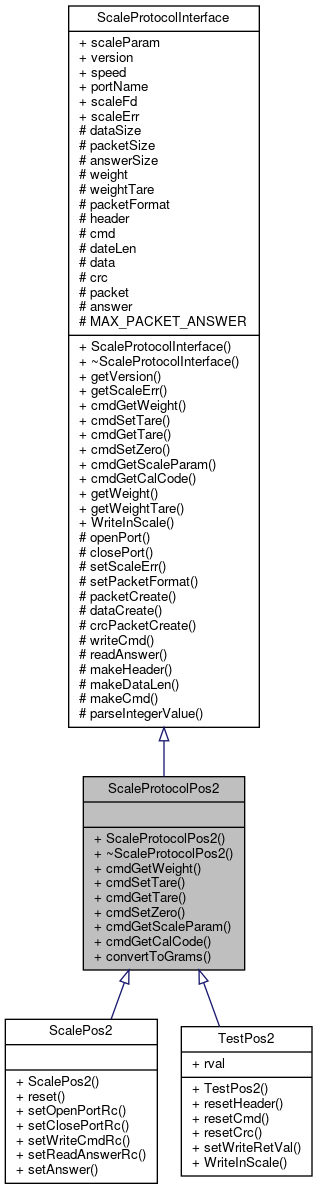 ScaleProtocolInterface
+ scaleParam
+ version
+ speed
+ portName
+ scaleFd
+ scaleErr
# dataSize
# packetSize
# answerSize
# weight
# weightTare
# packetFormat
# header
# cmd
# dateLen
# data
# crc
# packet
# answer
# MAX_PACKET_ANSWER
+ ScaleProtocolInterface()
+ ~ScaleProtocolInterface()
+ getVersion()
+ getScaleErr()
+ cmdGetWeight()
+ cmdSetTare()
+ cmdGetTare()
+ cmdSetZero()
+ cmdGetScaleParam()
+ cmdGetCalCode()
+ getWeight()
+ getWeightTare()
+ WriteInScale()
# openPort()
# closePort()
# setScaleErr()
# setPacketFormat()
# packetCreate()
# dataCreate()
# crcPacketCreate()
# writeCmd()
# readAnswer()
# makeHeader()
# makeDataLen()
# makeCmd()
# parseIntegerValue()
ScaleProtocolPos2
+ ScaleProtocolPos2()
+ ~ScaleProtocolPos2()
+ cmdGetWeight()
+ cmdSetTare()
+ cmdGetTare()
+ cmdSetZero()
+ cmdGetScaleParam()
+ cmdGetCalCode()
+ convertToGrams()
ScalePos2
+ ScalePos2()
+ reset()
+ setOpenPortRc()
+ setClosePortRc()
+ setWriteCmdRc()
+ setReadAnswerRc()
+ setAnswer()
TestPos2
+ rval
+ TestPos2()
+ resetHeader()
+ resetCmd()
+ resetCrc()
+ setWriteRetVal()
+ WriteInScale()